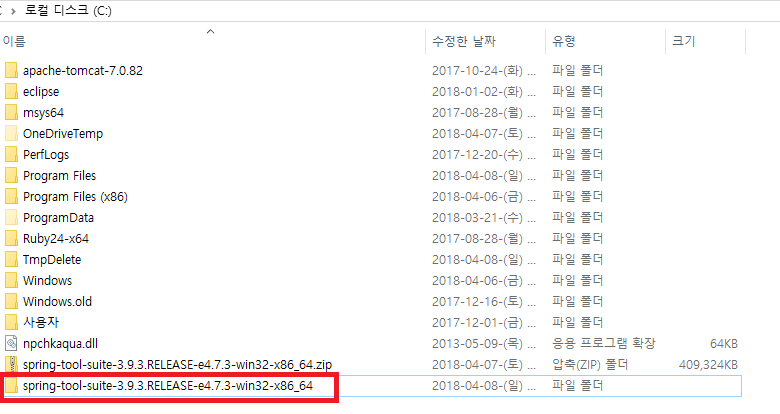 > 로컬 디스크 (C:)
이름 수정한 날짜 유형 크기
apache-tomcat-7.0.82 2017-10-24-(화) ... 파일 폴더
eclipse 2018-01-02-(화) ... 파일 폴더
msys64 2017-08-28-(월) ... 파일 폴더
OneDriveTemp 2018-04-07-(토) ... 파일 폴더
PerfLogs 2017-12-20-(수) ... 파일 폴더
Program Files 2018-04-08-(일) ... 파일 폴더
Program Files (x86) 2018-04-06-(금) ... 파일 폴더
ProgramData 2018-03-21-(수) ... 파일 폴더
Ruby24-x64 2017-08-28-(월) ... 파일 폴더
TmpDelete 2018-04-08-(일) ... 파일 폴더
Windows 2018-04-06-(금) ... 파일 폴더
Windows.old 2017-12-16-(토) ... 파일 폴더
사용자 2017-12-01-(금) ... 파일 폴더
npchkaqua.dll 2013-05-09-(목) ... 응용 프로그램 확장 64KB
spring-tool-suite-3.9.3.RELEASE-e4.7.3-win32-x86_64.zip 2018-04-07-(토) ... 압축(ZIP) 폴더 409,324KB
spring-tool-suite-3.9.3.RELEASE-e4.7.3-win32-x86_64 2018-04-08-(일) ... 파일 폴더